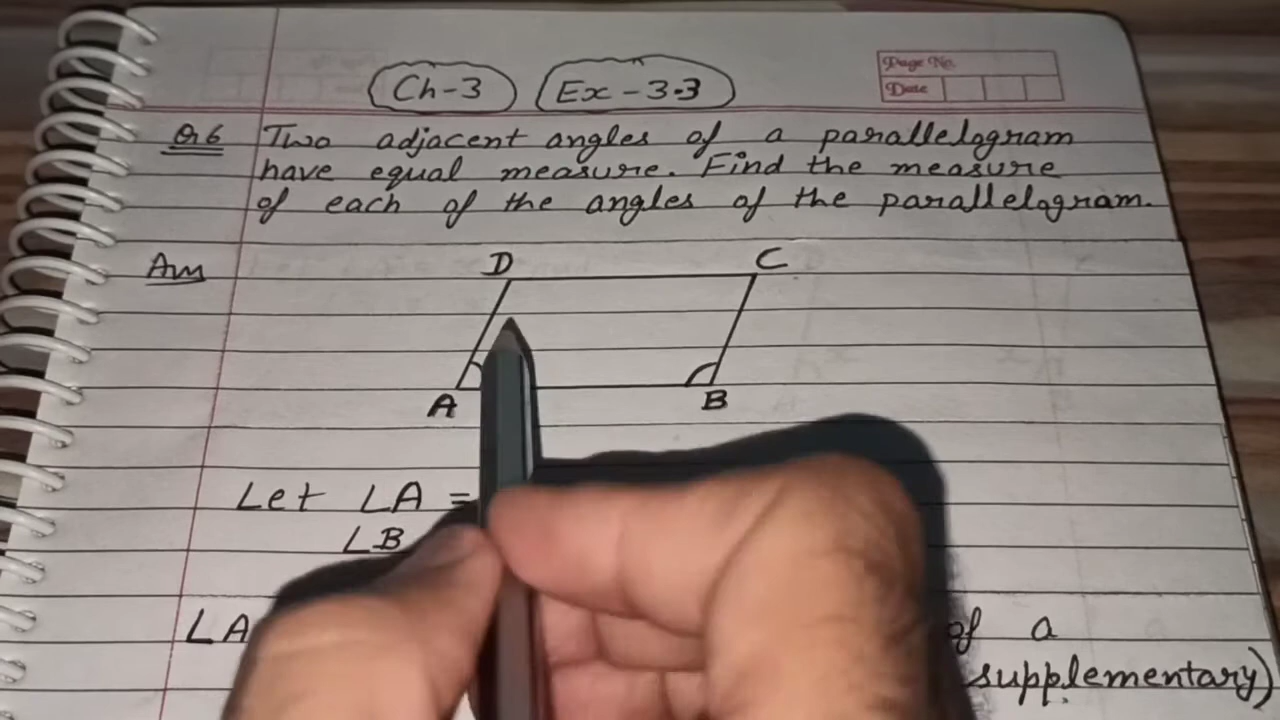 Ch-3 Ex-3.3
Page No.
Date
Q.6 Two adjacent angles of a parallelogram
have equal measure. Find the measure
of each of the angles of the parallelogram.
Ans
D C
A B
Let ∠A =
∠B
∠A of a
supplementary)